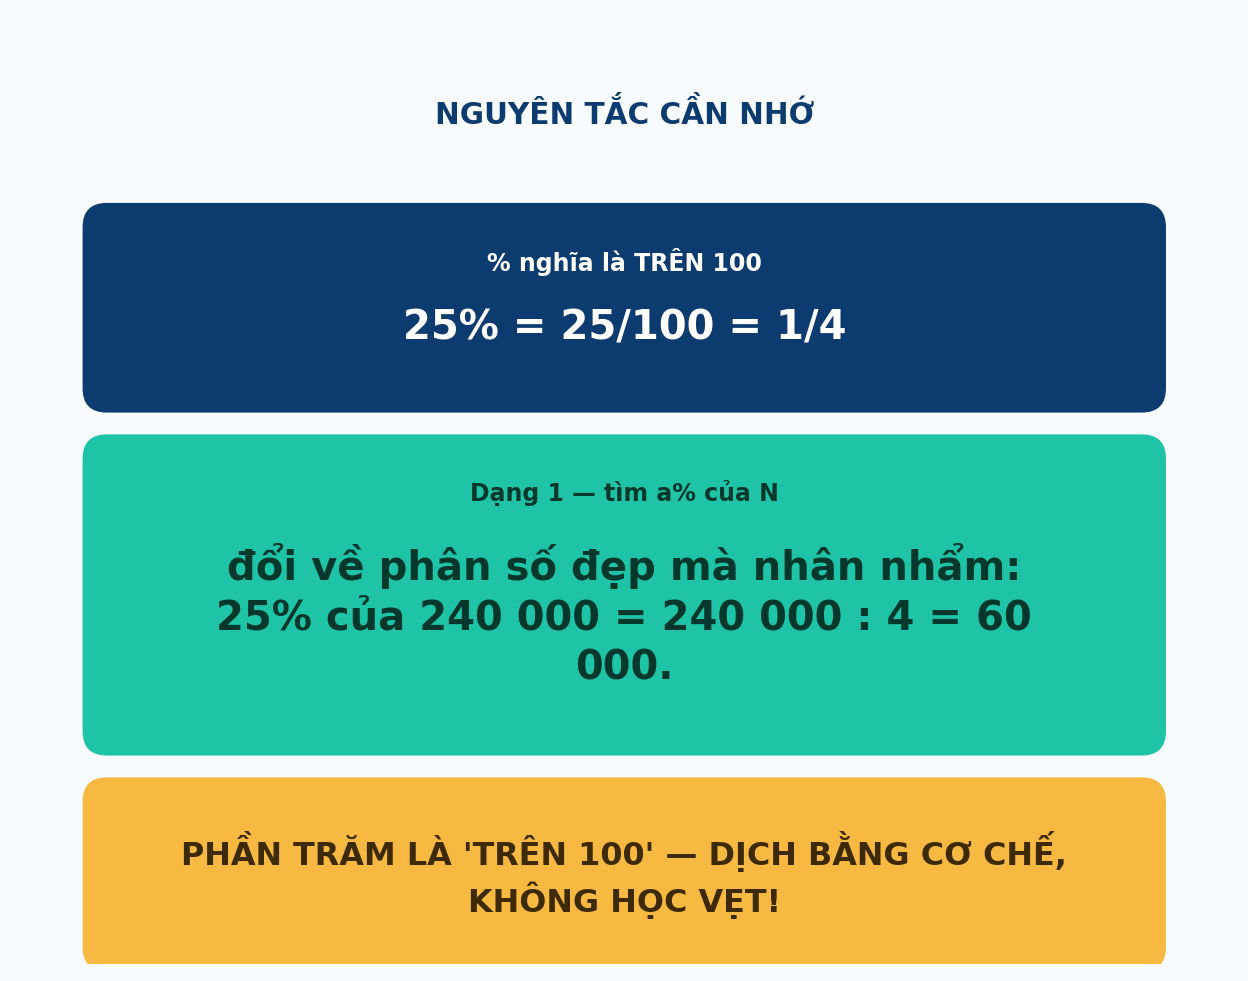 NGUYÊN TẮC CẦN NHỚ
% nghĩa là TRÊN 100
25% = 25/100 = 1/4
Dạng 1 — tìm a% của N
đổi về phân số đẹp mà nhân nhẩm:
25% của 240 000 = 240 000 : 4 = 60
000.
PHẦN TRĂM LÀ 'TRÊN 100' — DỊCH BẰNG CƠ CHẾ,
KHÔNG HỌC VẸT!